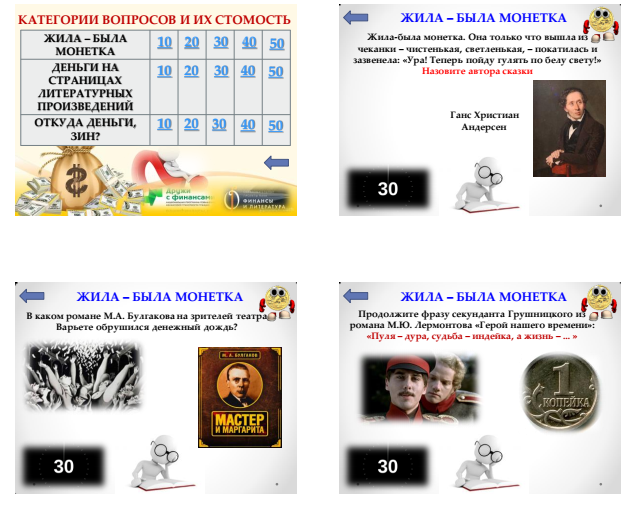 КАТЕГОРИИ ВОПРОСОВ И ИХ СТОМОСТЬ
ЖИЛА – БЫЛА
МОНЕТКА
10 20 30 40 50
ДЕНЬГИ НА
СТРАНИЦАХ
ЛИТЕРАТУРНЫХ
ПРОИЗВЕДЕНИЙ
10 20 30 40 50
ОТКУДА ДЕНЬГИ,
ЗИН?
10 20 30 40 50
Дружи
с финансами
ФИНАНСЫ
И ЛИТЕРАТУРА
ЖИЛА – БЫЛА МОНЕТКА
Жила-была монетка. Она только что вышла из
чеканки – чистенькая, светленькая, – покатилась и
зазвенела: «Ура! Теперь пойду гулять по белу свету!»
Назовите автора сказки
Ганс Христиан
Андерсен
30
ЖИЛА – БЫЛА МОНЕТКА
В каком романе М.А. Булгакова на зрителей театра
Варьете обрушился денежный дождь?
М. А. БУЛГАКОВ
МАСТЕР
И МАРГАРИТА
30
ЖИЛА – БЫЛА МОНЕТКА
Продолжите фразу секунданта Грушницкого из
романа М.Ю. Лермонтова «Герой нашего времени»:
«Пуля – дура, судьба – индейка, а жизнь – ... »
1
КОПЕЙКА
30